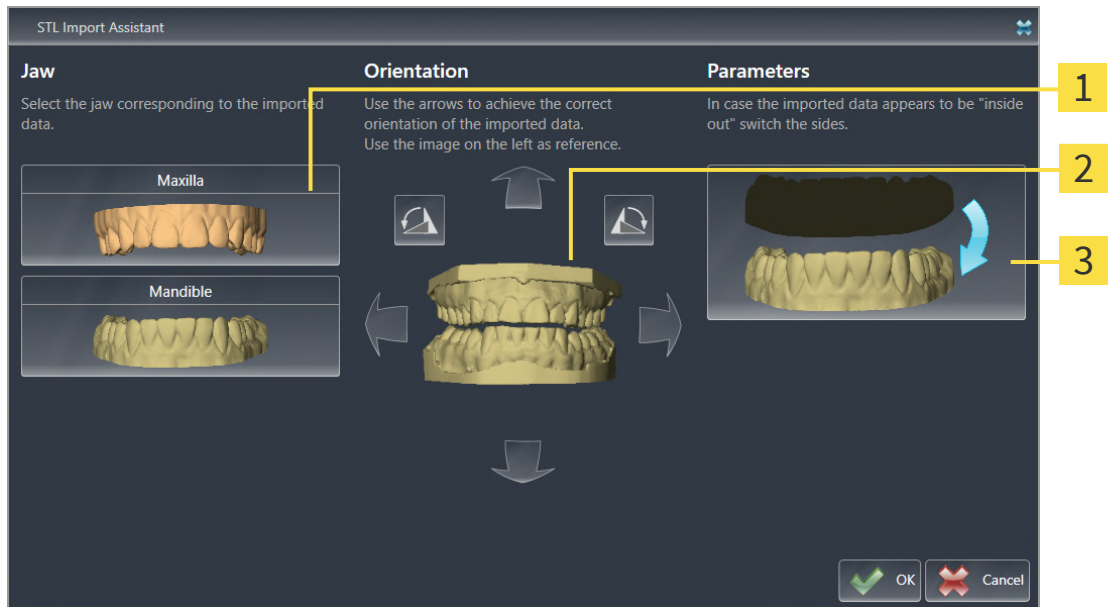 STL Import Assistant
Jaw
Select the jaw corresponding to the imported
data.
Maxilla
Mandible
Orientation
Use the arrows to achieve the correct
orientation of the imported data.
Use the image on the left as reference.
Parameters
In case the imported data appears to be "inside
out" switch the sides.
1
2
3
OK
Cancel